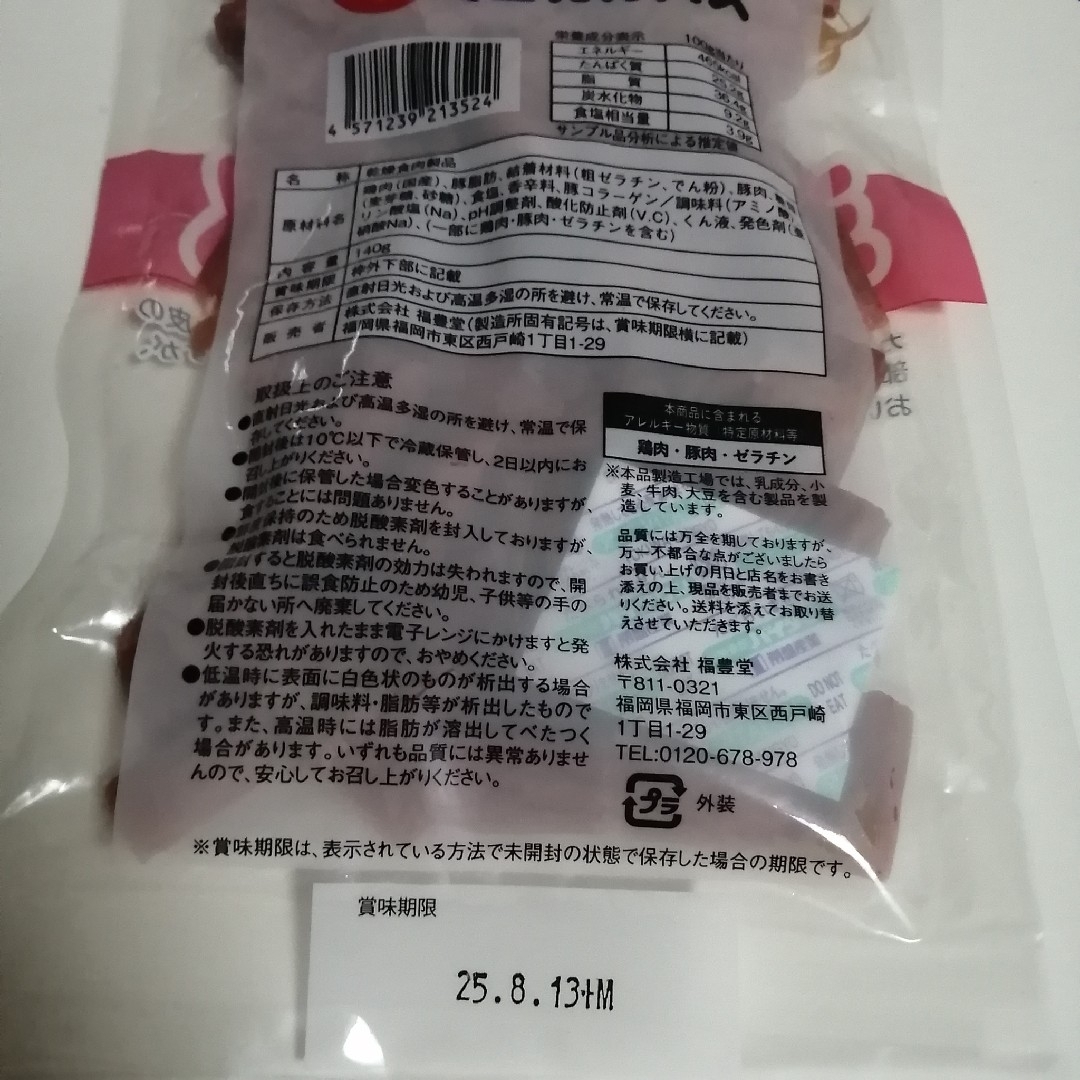 4 571239 213524
栄養成分表示 100g当たり
エネルギー 465kcal
たんぱく質
脂 質 36.4g
炭水化物 9.2g
食塩相当量 3.9g
サンプル品分析による推定値
名 称 乾燥食肉製品
原材料名 鶏肉(国産)、豚脂肪、結着材料(粗ゼラチン、でん粉)、豚肉、
(麦芽糖、砂糖)、食塩、香辛料、豚コラーゲン/調味料(アミノ酸)、
リン酸塩(Na)、pH調整剤、酸化防止剤(V.C)、くん液、発色剤(亜
硝酸Na)、(一部に鶏肉・豚肉・ゼラチンを含む)
内 容 量 140g
賞味期限 枠外下部に記載
保存方法 直射日光および高温多湿の所を避け、常温で保存してください。
販 売 者 株式会社 福豊堂(製造所固有記号は、賞味期限横に記載)
福岡県福岡市東区西戸崎1丁目1-29
取扱上のご注意
●直射日光および高温多湿の所を避け、常温で保
存してください。
●開封後は10℃以下で冷蔵保管し、2日以内にお
召し上がりください。
●開封後に保管した場合変色することがありますが、
食することには問題ありません。
●鮮度保持のため脱酸素剤を封入しておりますが、
脱酸素剤は食べられません。
●開封すると脱酸素剤の効力は失われますので、開
封後直ちに誤食防止のため幼児、子供等の手の
届かない所へ廃棄してください。
●脱酸素剤を入れたまま電子レンジにかけますと発
火する恐れがありますので、おやめください。
●低温時に表面に白色状のものが析出する場合
がありますが、調味料・脂肪等が析出したもので
す。また、高温時には脂肪が溶出してべたつく
場合があります。いずれも品質には異常ありませ
んので、安心してお召し上がりください。
本商品に含まれる
アレルギー物質 特定原材料等
鶏肉・豚肉・ゼラチン
※本品製造工場では、乳成分、小
麦、牛肉、大豆を含む製品を製
造しています。
品質には万全を期しておりますが、
万一不都合な点がございましたら
お買い上げの月日と店名をお書き
添えの上、現品を販売者までお送
りください。送料を添えてお取り替
えさせていただきます。
株式会社 福豊堂
〒811-0321
福岡県福岡市東区西戸崎
1丁目1-29
TEL:0120-678-978
プラ 外装
※賞味期限は、表示されている方法で未開封の状態で保存した場合の期限です。
賞味期限
25.8.13